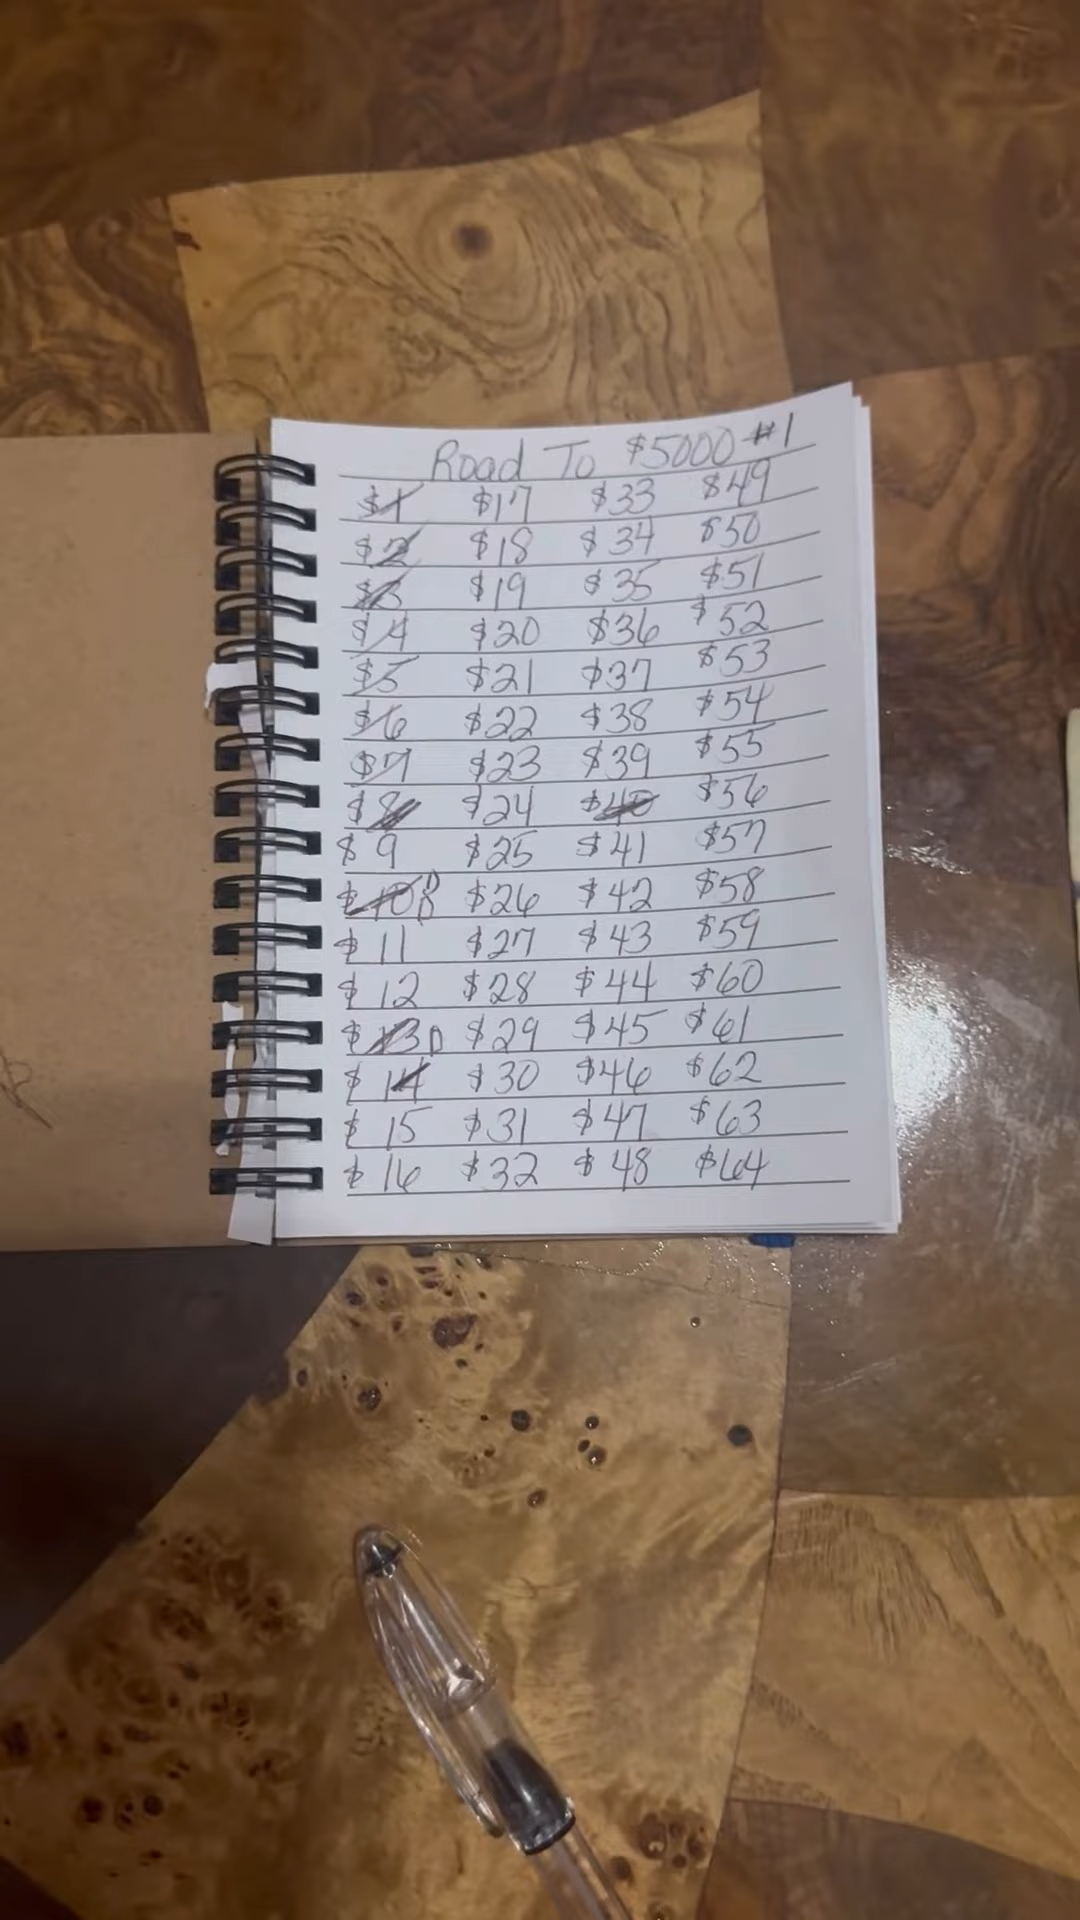 Road To $5000 #1
$1 $17 $33 $49
$2 $18 $34 $50
$3 $19 $35 $51
$4 $20 $36 $52
$5 $21 $37 $53
$6 $22 $38 $54
$7 $23 $39 $55
$8 $24 $40 $56
$9 $25 $41 $57
$10 $26 $42 $58
$11 $27 $43 $59
$12 $28 $44 $60
$13 $29 $45 $61
$14 $30 $46 $62
$15 $31 $47 $63
$16 $32 $48 $64